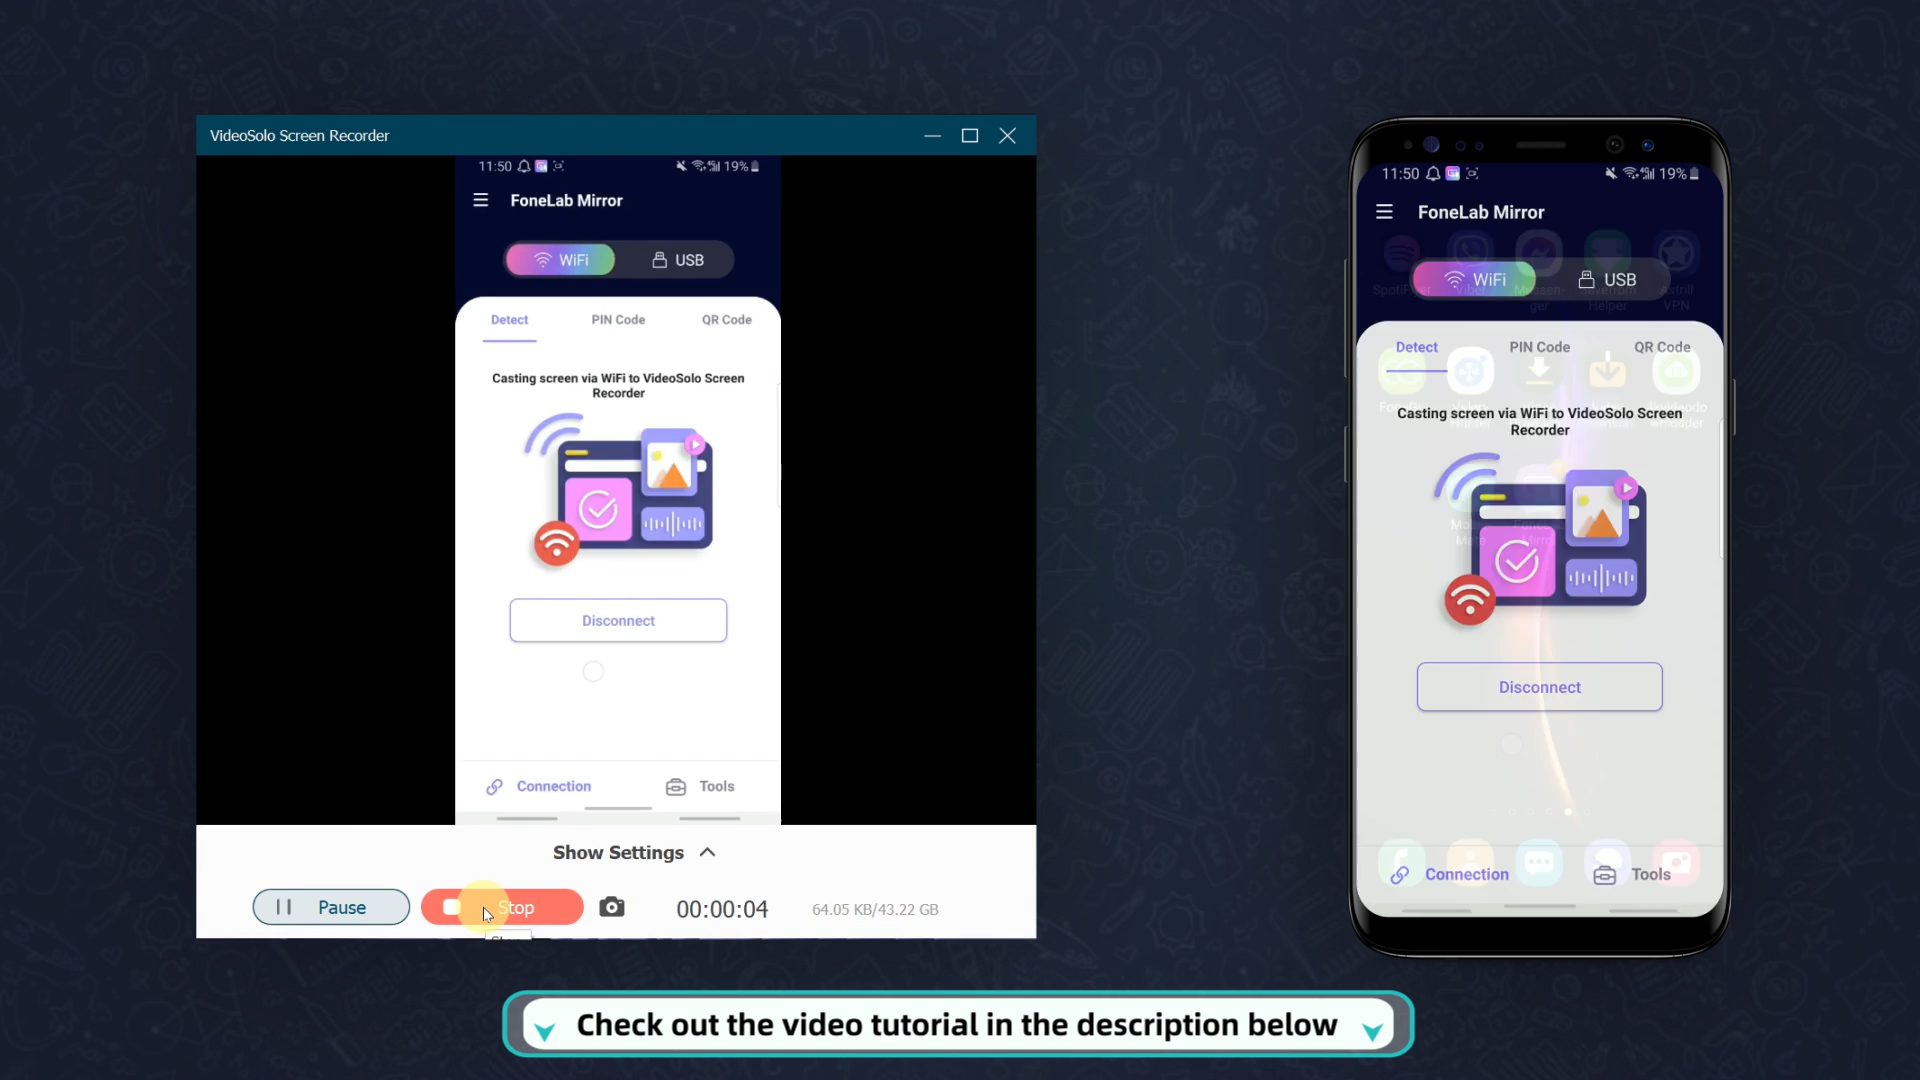 VideoSolo Screen Recorder
11:50 19%
FoneLab Mirror
WiFi USB
Detect PIN Code QR Code
Casting screen via WiFi to VideoSolo Screen
Recorder
Disconnect
Connection Tools
Show Settings
Pause Stop 00:00:04 64.05 KB/43.22 GB
11:50 19%
FoneLab Mirror
WiFi USB
Helper VPN
Detect PIN Code QR Code
Casting screen via WiFi to VideoSolo Screen
Recorder
Disconnect
Connection Tools
Check out the video tutorial in the description below